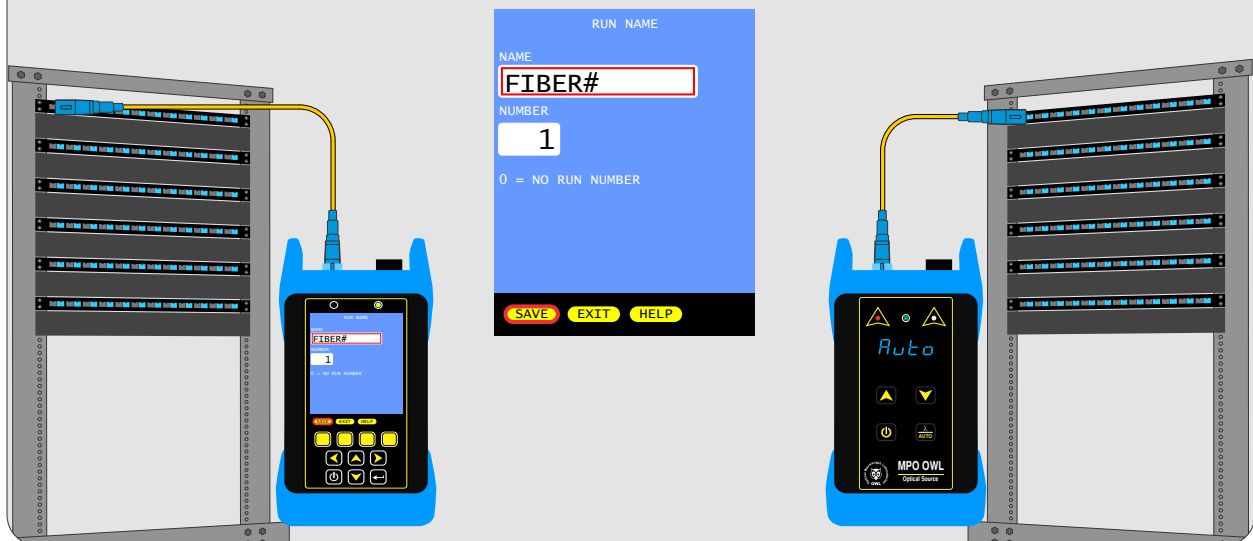 RUN NAME
NAME
FIBER#
NUMBER
1
0 = NO RUN NUMBER
SAVE EXIT HELP
RUN NAME
NAME
FIBER#
NUMBER
1
0 = NO RUN NUMBER
SAVE EXIT HELP
Auto
λ
AUTO
OWL
MPO OWL
Optical Source